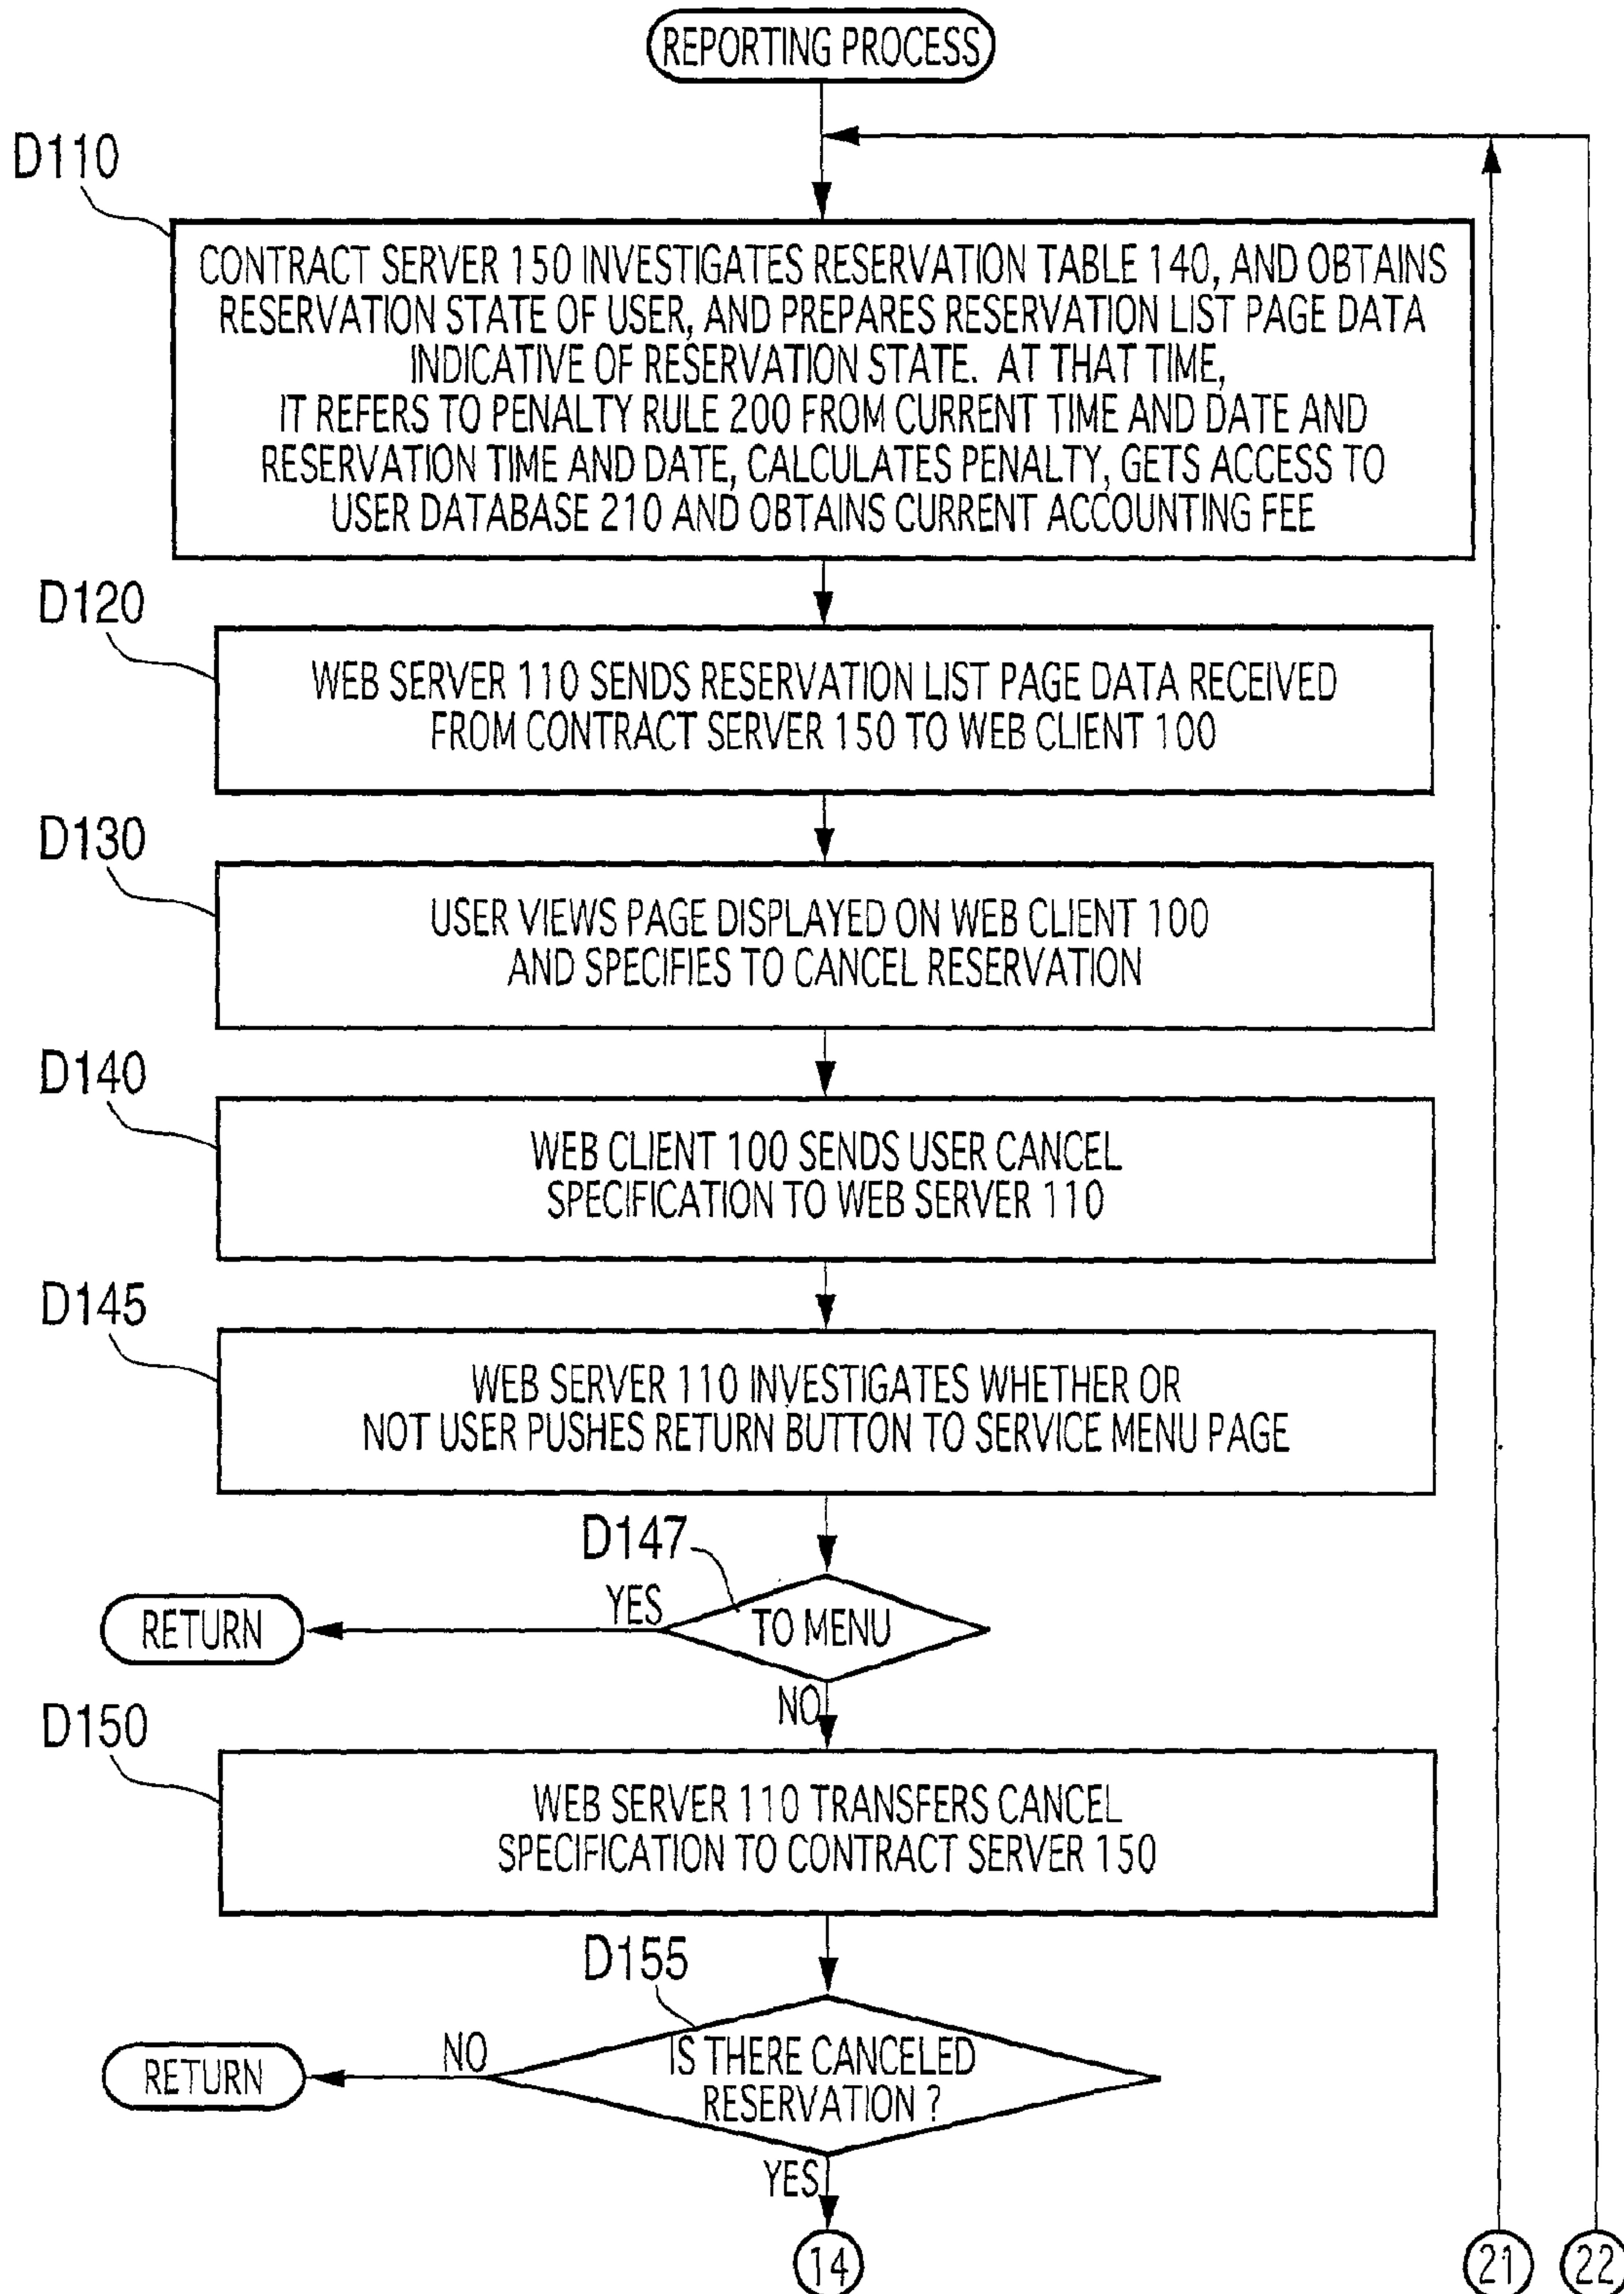 REPORTING PROCESS
D110
CONTRACT SERVER 150 INVESTIGATES RESERVATION TABLE 140, AND OBTAINS
RESERVATION STATE OF USER, AND PREPARES RESERVATION LIST PAGE DATA
INDICATIVE OF RESERVATION STATE. AT THAT TIME,
IT REFERS TO PENALTY RULE 200 FROM CURRENT TIME AND DATE AND
RESERVATION TIME AND DATE, CALCULATES PENALTY, GETS ACCESS TO
USER DATABASE 210 AND OBTAINS CURRENT ACCOUNTING FEE
D120
WEB SERVER 110 SENDS RESERVATION LIST PAGE DATA RECEIVED
FROM CONTRACT SERVER 150 TO WEB CLIENT 100
D130
USER VIEWS PAGE DISPLAYED ON WEB CLIENT 100
AND SPECIFIES TO CANCEL RESERVATION
D140
WEB CLIENT 100 SENDS USER CANCEL
SPECIFICATION TO WEB SERVER 110
D145
WEB SERVER 110 INVESTIGATES WHETHER OR
NOT USER PUSHES RETURN BUTTON TO SERVICE MENU PAGE
D147
YES
RETURN
TO MENU
NO
D150
WEB SERVER 110 TRANSFERS CANCEL
SPECIFICATION TO CONTRACT SERVER 150
D155
NO
RETURN
IS THERE CANCELED
RESERVATION ?
YES
14
21
22